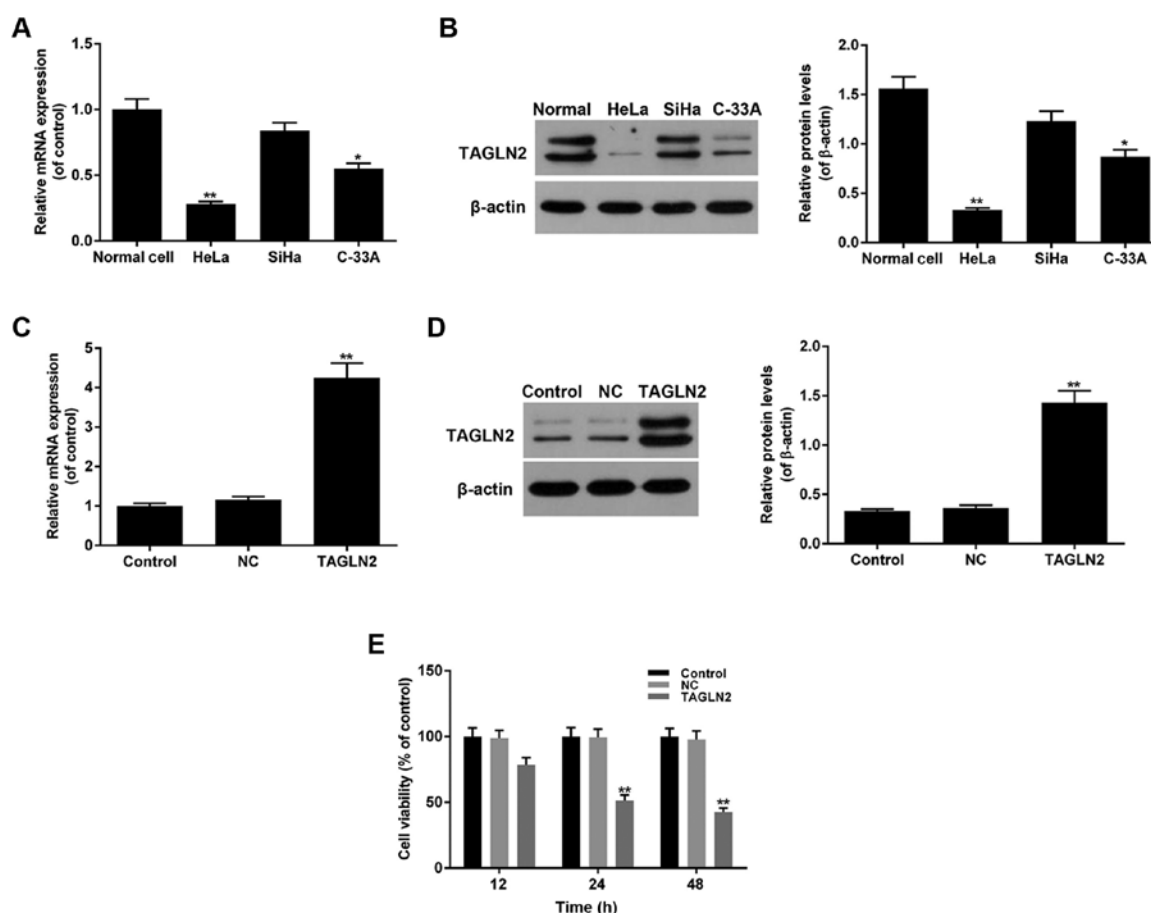 A
Relative mRNA expression
(of control)
1.5
1.0
0.5
0.0
**
*
Normal cell HeLa SiHa C-33A
B
Normal HeLa SiHa C-33A
TAGLN2
β-actin
Relative protein levels
(of β-actin)
2.0
1.5
1.0
0.5
0.0
**
*
Normal cell HeLa SiHa C-33A
C
Relative mRNA expression
(of control)
5
4
3
2
1
0
**
Control NC TAGLN2
D
Control NC TAGLN2
TAGLN2
β-actin
Relative protein levels
(of β-actin)
2.0
1.5
1.0
0.5
0.0
**
Control NC TAGLN2
E
Cell viability (% of control)
150
100
50
0
Control
NC
TAGLN2
**
**
12 24 48
Time (h)